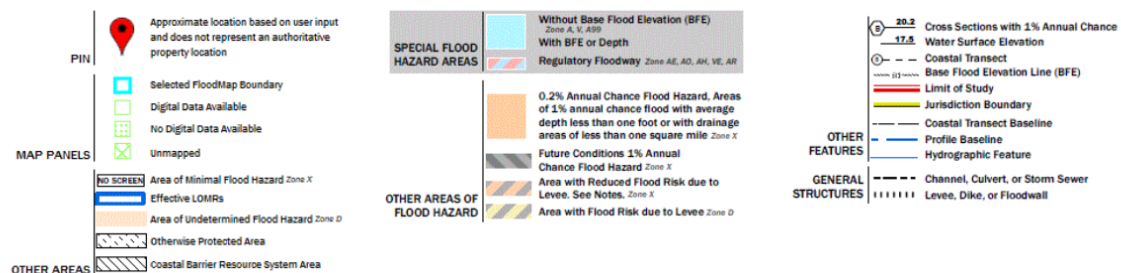 Approximate location based on user input
and does not represent an authoritative
property location
PIN
Selected FloodMap Boundary
Digital Data Available
No Digital Data Available
Unmapped
MAP PANELS
NO SCREEN Area of Minimal Flood Hazard Zone X
Effective LOMRs
Area of Undetermined Flood Hazard Zone D
Otherwise Protected Area
Coastal Barrier Resource System Area
OTHER AREAS
Without Base Flood Elevation (BFE)
Zone A, V, A99
With BFE or Depth
Regulatory Floodway Zone AE, AO, AH, VE, AR
SPECIAL FLOOD
HAZARD AREAS
0.2% Annual Chance Flood Hazard, Areas
of 1% annual chance flood with average
depth less than one foot or with drainage
areas of less than one square mile Zone X
Future Conditions 1% Annual
Chance Flood Hazard Zone X
Area with Reduced Flood Risk due to
Levee. See Notes. Zone X
Area with Flood Risk due to Levee Zone D
OTHER AREAS OF
FLOOD HAZARD
B 20.2 Cross Sections with 1% Annual Chance
17.5 Water Surface Elevation
Coastal Transect
Base Flood Elevation Line (BFE)
Limit of Study
Jurisdiction Boundary
Coastal Transect Baseline
Profile Baseline
Hydrographic Feature
OTHER
FEATURES
Channel, Culvert, or Storm Sewer
Levee, Dike, or Floodwall
GENERAL
STRUCTURES